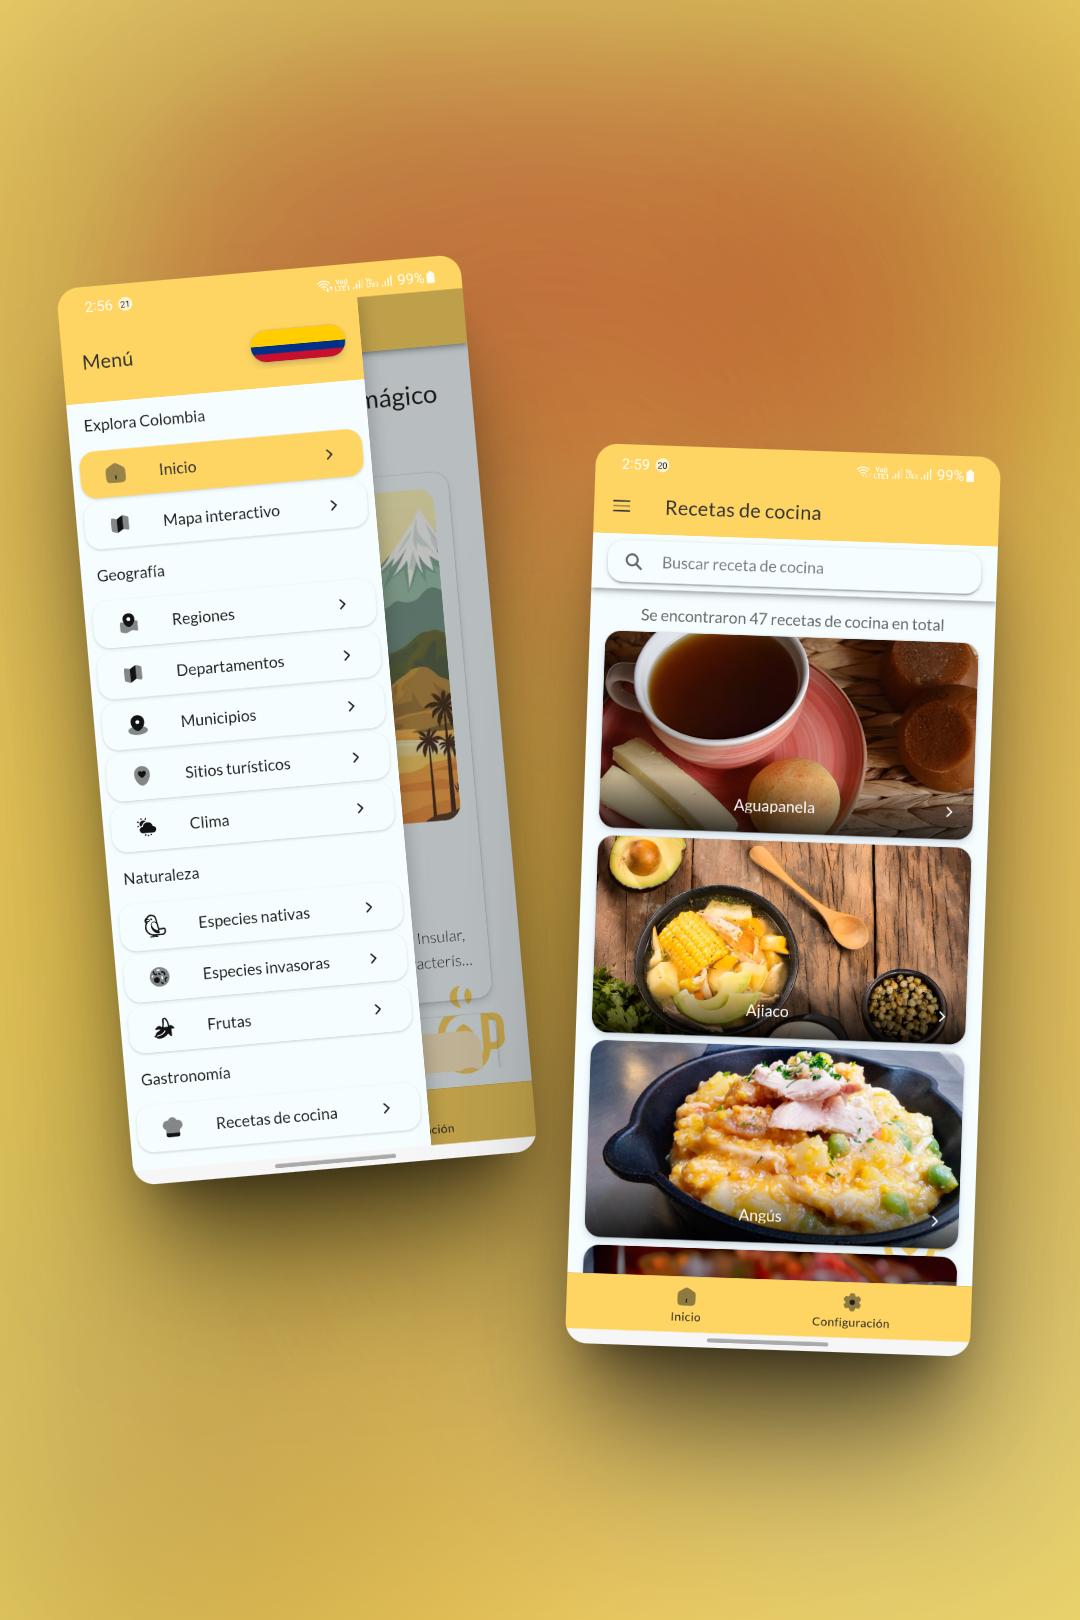 2:56 21 99%
Menú
mágico
Explora Colombia
Inicio
Mapa interactivo
Geografía
Regiones
Departamentos
Municipios
Sitios turísticos
Clima
Naturaleza
Especies nativas
Insular,
Especies invasoras
acterís...
Frutas
Gastronomía
Recetas de cocina
ción
2:59 20 99%
Recetas de cocina
Buscar receta de cocina
Se encontraron 47 recetas de cocina en total
Aguapanela
Ajiaco
Angús
Inicio
Configuración